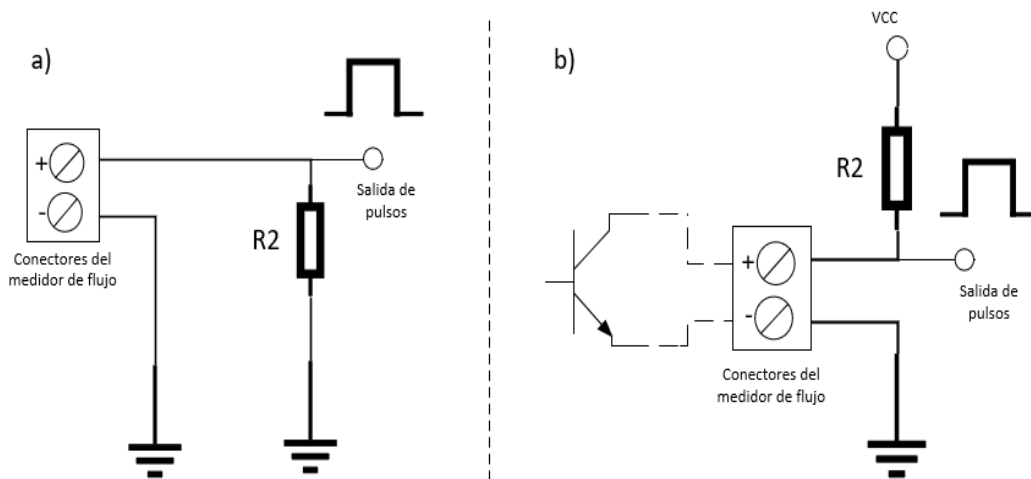 a)
+
-
R2
Salida de
pulsos
Conectores del
medidor de flujo
b)
VCC
R2
+
-
Salida de
pulsos
Conectores del
medidor de flujo